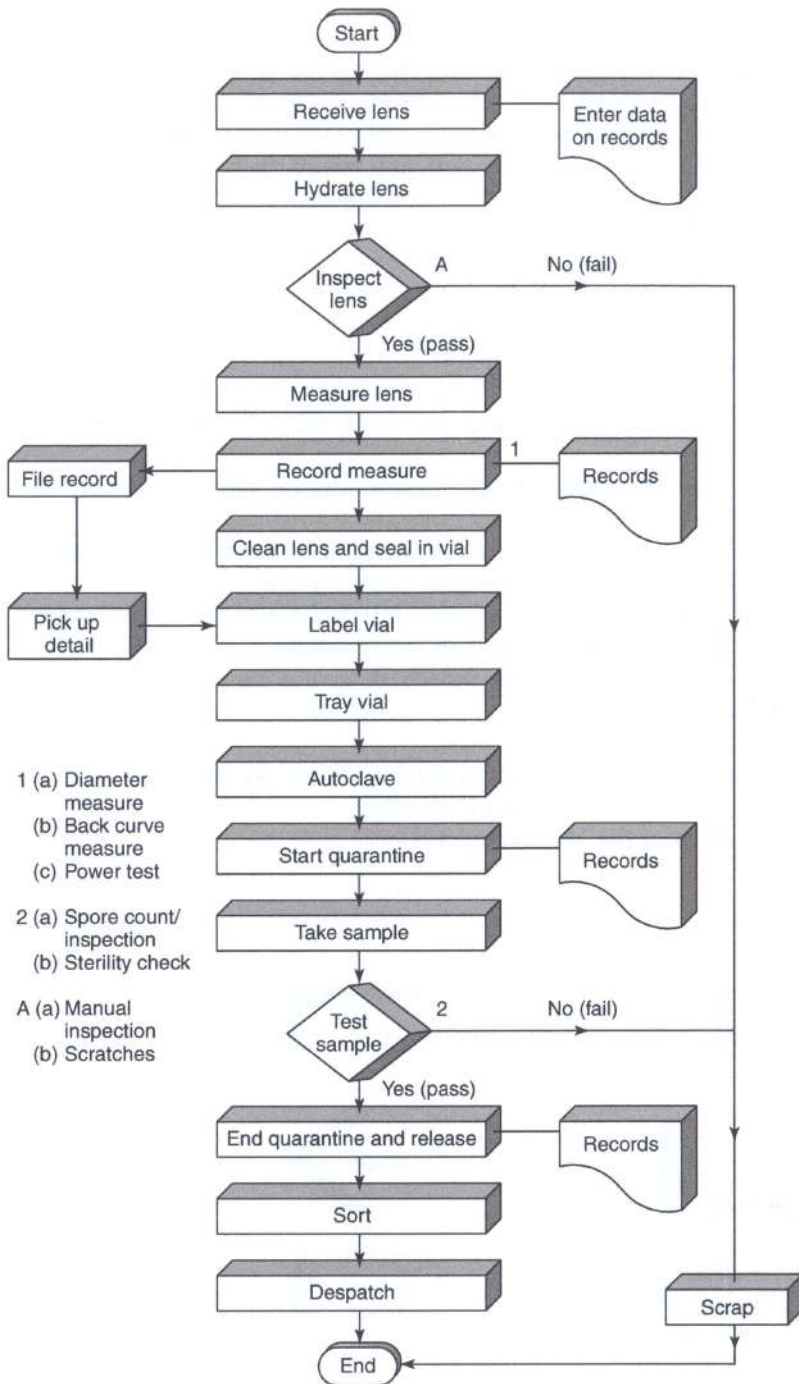 Start
Receive lens
Enter data
on records
Hydrate lens
Inspect
lens
A
No (fail)
Yes (pass)
Measure lens
File record
Record measure
1
Records
Clean lens and seal in vial
Pick up
detail
Label vial
Tray vial
Autoclave
1 (a) Diameter
measure
(b) Back curve
measure
(c) Power test
2 (a) Spore count/
inspection
(b) Sterility check
A (a) Manual
inspection
(b) Scratches
Start quarantine
Records
Take sample
Test
sample
2
No (fail)
Yes (pass)
End quarantine and release
Records
Sort
Despatch
Scrap
End